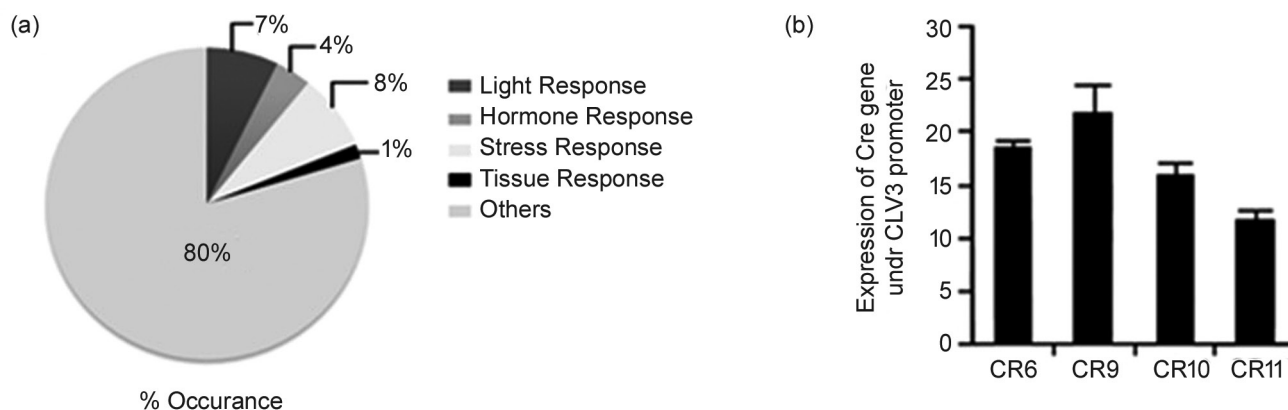 (a)
7%
4%
8%
1%
80%
Light Response
Hormone Response
Stress Response
Tissue Response
Others
% Occurance
(b)
Expression of Cre gene
undr CLV3 promoter
30
25
20
15
10
5
0
CR6 CR9 CR10 CR11